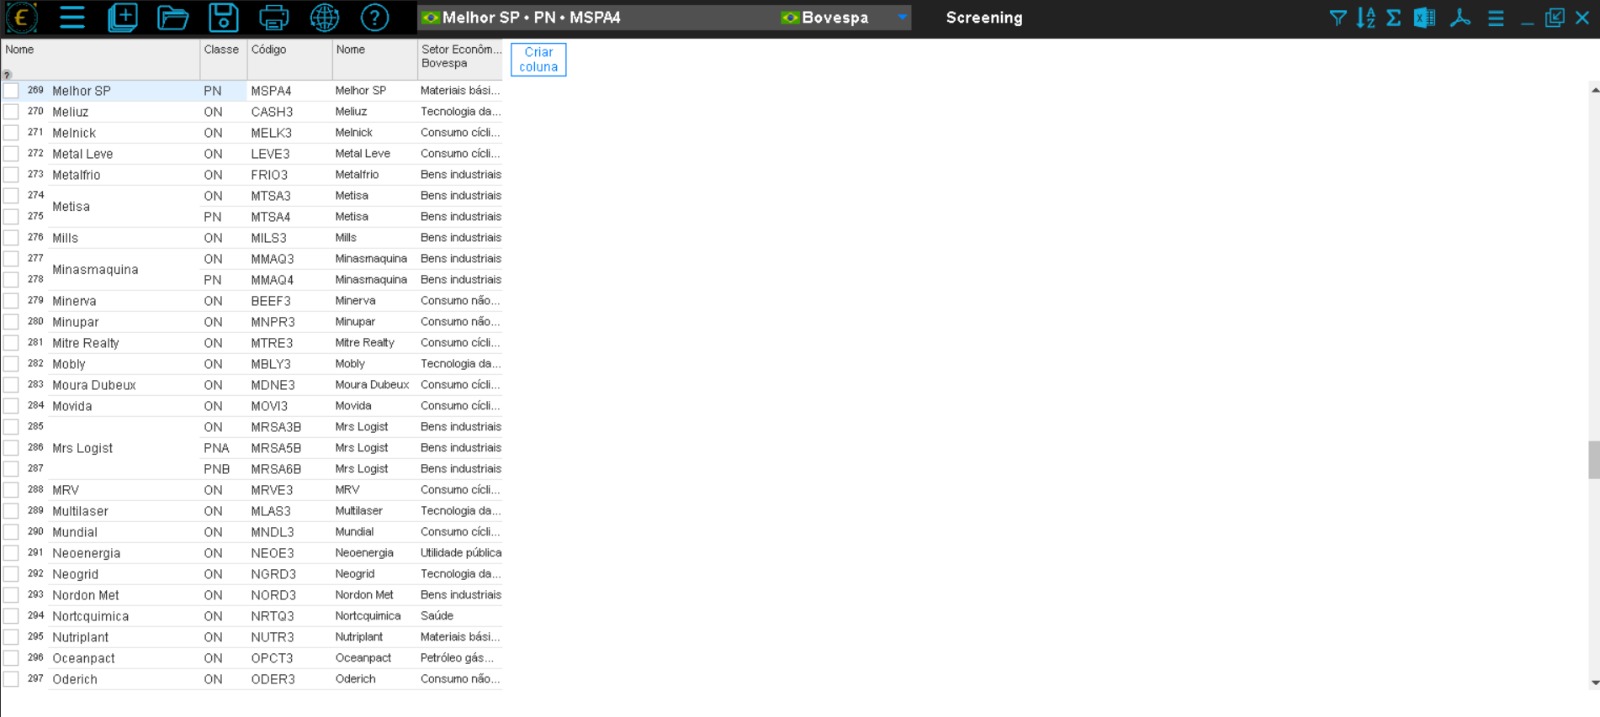 Melhor SP • PN • MSPA4 Bovespa Screening
Nome Classe Código Nome Setor Econôm... Bovespa
Criar coluna
269 Melhor SP PN MSPA4 Melhor SP Materiais bási...
270 Meliuz ON CASH3 Meliuz Tecnologia da...
271 Melnick ON MELK3 Melnick Consumo cícli...
272 Metal Leve ON LEVE3 Metal Leve Consumo cícli...
273 Metalfrio ON FRIO3 Metalfrio Bens industriais
274 Metisa ON MTSA3 Metisa Bens industriais
275 PN MTSA4 Metisa Bens industriais
276 Mills ON MILS3 Mills Bens industriais
277 Minasmaquina ON MMAQ3 Minasmaquina Bens industriais
278 PN MMAQ4 Minasmaquina Bens industriais
279 Minerva ON BEEF3 Minerva Consumo não...
280 Minupar ON MNPR3 Minupar Consumo não...
281 Mitre Realty ON MTRE3 Mitre Realty Consumo cícli...
282 Mobly ON MBLY3 Mobly Tecnologia da...
283 Moura Dubeux ON MDNE3 Moura Dubeux Consumo cícli...
284 Movida ON MOVI3 Movida Consumo cícli...
285 ON MRSA3B Mrs Logist Bens industriais
286 Mrs Logist PNA MRSA5B Mrs Logist Bens industriais
287 PNB MRSA6B Mrs Logist Bens industriais
288 MRV ON MRVE3 MRV Consumo cícli...
289 Multilaser ON MLAS3 Multilaser Tecnologia da...
290 Mundial ON MNDL3 Mundial Consumo cícli...
291 Neoenergia ON NEOE3 Neoenergia Utilidade pública
292 Neogrid ON NGRD3 Neogrid Tecnologia da...
293 Nordon Met ON NORD3 Nordon Met Bens industriais
294 Nortcquimica ON NRTQ3 Nortcquimica Saúde
295 Nutriplant ON NUTR3 Nutriplant Materiais bási...
296 Oceanpact ON OPCT3 Oceanpact Petróleo gás...
297 Oderich ON ODER3 Oderich Consumo não...